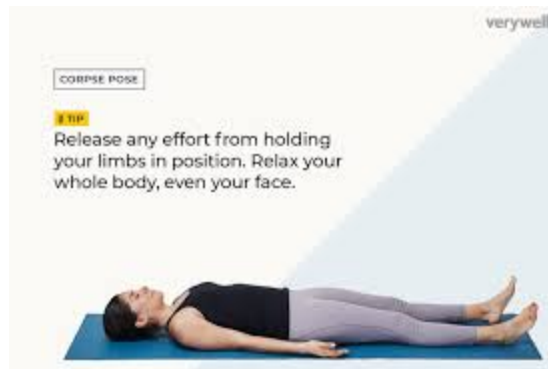 verywell
CORPSE POSE
TIP
Release any effort from holding
your limbs in position. Relax your
whole body, even your face.